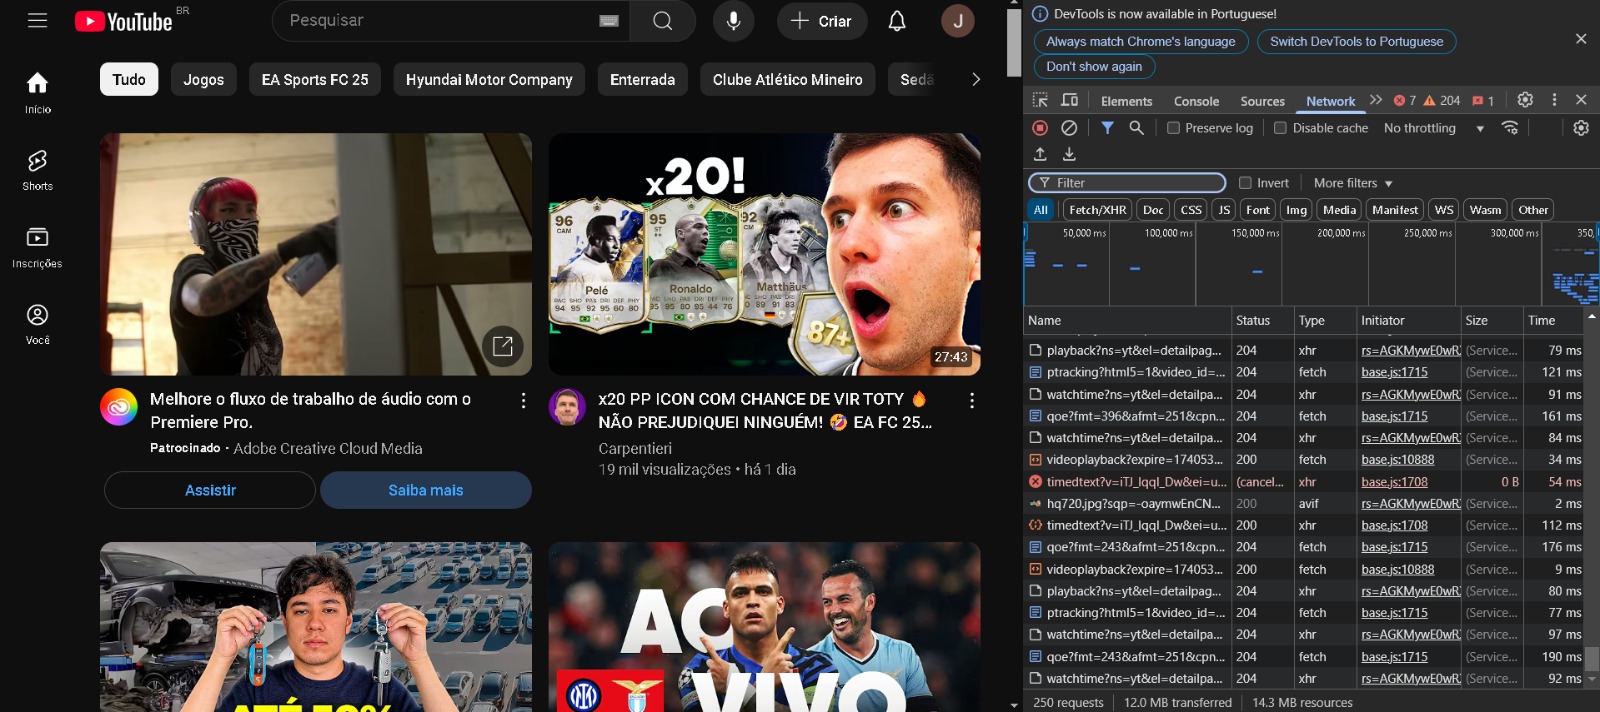 YouTube BR
Pesquisar
Criar
J
Início
Shorts
Inscrições
Você
Tudo
Jogos
EA Sports FC 25
Hyundai Motor Company
Enterrada
Clube Atlético Mineiro
Sedã
Melhore o fluxo de trabalho de áudio com o
Premiere Pro.
Patrocinado · Adobe Creative Cloud Media
Assistir
Saiba mais
x20!
96
CAM
Pelé
PAC SHO PAS DRI DEF PHY
95
ST
Ronaldo
PAC SHO PAS DRI DEF PHY
92
CM
Matthäus
87+
27:43
x20 PP ICON COM CHANCE DE VIR TOTY 🔥
NÃO PREJUDIQUEI NINGUÉM! 🤣 EA FC 25...
Carpentieri
19 mil visualizações • há 1 dia
AO
VIVO
DevTools is now available in Portuguese!
Always match Chrome's language
Switch DevTools to Portuguese
Don't show again
Elements
Console
Sources
Network
7
204
1
Preserve log
Disable cache
No throttling
Filter
Invert
More filters
All
Fetch/XHR
Doc
CSS
JS
Font
Img
Media
Manifest
WS
Wasm
Other
50,000 ms
100,000 ms
150,000 ms
200,000 ms
250,000 ms
300,000 ms
350,
Name Status Type Initiator Size Time
playback?ns=yt&el=detailpag... 204 xhr rs=AGKMywE0wR (Service... 79 ms
ptracking?html5=1&video_id=... 204 fetch base.js:1715 (Service... 121 ms
watchtime?ns=yt&el=detailpa... 204 xhr rs=AGKMywE0wR (Service... 91 ms
qoe?fmt=396&afmt=251&cpn... 204 fetch base.js:1715 (Service... 161 ms
watchtime?ns=yt&el=detailpa... 204 xhr rs=AGKMywE0wR (Service... 84 ms
videoplayback?expire=174053... 200 fetch base.js:10888 (Service... 34 ms
timedtext?v=iTJ_lqqI_Dw&ei=u... (cancel... xhr base.js:1708 0 B 54 ms
hq720.jpg?sqp=-oaymwEnCN... 200 avif rs=AGKMywE0wR (Service... 2 ms
timedtext?v=iTJ_lqqI_Dw&ei=u... 200 xhr base.js:1708 (Service... 112 ms
qoe?fmt=243&afmt=251&cpn... 204 fetch base.js:1715 (Service... 176 ms
videoplayback?expire=174053... 200 fetch base.js:10888 (Service... 9 ms
playback?ns=yt&el=detailpag... 204 xhr rs=AGKMywE0wR (Service... 80 ms
ptracking?html5=1&video_id=... 204 fetch base.js:1715 (Service... 77 ms
watchtime?ns=yt&el=detailpa... 204 xhr rs=AGKMywE0wR (Service... 97 ms
qoe?fmt=243&afmt=251&cpn... 204 fetch base.js:1715 (Service... 190 ms
watchtime?ns=yt&el=detailpa... 204 xhr rs=AGKMywE0wR (Service... 92 ms
250 requests
12.0 MB transferred
14.3 MB resources